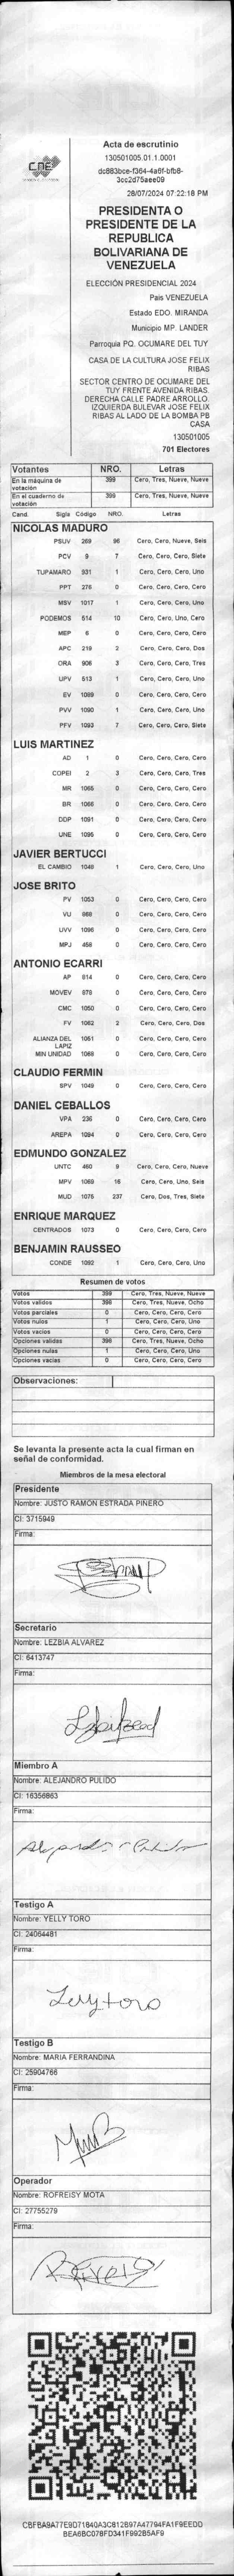 CNE
Acta de escrutinio
130501005.01.1.0001
dc883bce-f364-4a6f-bfb8-
3cc2d75aee09
28/07/2024 07:22:18 PM
PRESIDENTA O
PRESIDENTE DE LA
REPUBLICA
BOLIVARIANA DE
VENEZUELA
ELECCIÓN PRESIDENCIAL 2024
Pais VENEZUELA
Estado EDO. MIRANDA
Municipio MP. LANDER
Parroquia PQ. OCUMARE DEL TUY
CASA DE LA CULTURA JOSE FELIX
RIBAS
SECTOR CENTRO DE OCUMARE DEL
TUY FRENTE AVENIDA RIBAS.
DERECHA CALLE PADRE ARROLLO.
IZQUIERDA BULEVAR JOSE FELIX
RIBAS AL LADO DE LA BOMBA PB
CASA
130501005
701 Electores
Votantes NRO. Letras
En la máquina de votación 399 Cero, Tres, Nueve, Nueve
En el cuaderno de votación 399 Cero, Tres, Nueve, Nueve
Cand. Sigla Código NRO. Letras
NICOLAS MADURO
PSUV 269 96 Cero, Cero, Nueve, Seis
PCV 9 7 Cero, Cero, Cero, Siete
TUPAMARO 931 1 Cero, Cero, Cero, Uno
PPT 276 0 Cero, Cero, Cero, Cero
MSV 1017 1 Cero, Cero, Cero, Uno
PODEMOS 514 10 Cero, Cero, Uno, Cero
MEP 6 0 Cero, Cero, Cero, Cero
APC 219 2 Cero, Cero, Cero, Dos
ORA 906 3 Cero, Cero, Cero, Tres
UPV 513 1 Cero, Cero, Cero, Uno
EV 1089 0 Cero, Cero, Cero, Cero
PVV 1090 1 Cero, Cero, Cero, Uno
PFV 1093 7 Cero, Cero, Cero, Siete
LUIS MARTINEZ
AD 1 0 Cero, Cero, Cero, Cero
COPEI 2 3 Cero, Cero, Cero, Tres
MR 1065 0 Cero, Cero, Cero, Cero
BR 1066 0 Cero, Cero, Cero, Cero
DDP 1091 0 Cero, Cero, Cero, Cero
UNE 1095 0 Cero, Cero, Cero, Cero
JAVIER BERTUCCI
EL CAMBIO 1048 1 Cero, Cero, Cero, Uno
JOSE BRITO
PV 1053 0 Cero, Cero, Cero, Cero
VU 868 0 Cero, Cero, Cero, Cero
UVV 1096 0 Cero, Cero, Cero, Cero
MPJ 458 0 Cero, Cero, Cero, Cero
ANTONIO ECARRI
AP 814 0 Cero, Cero, Cero, Cero
MOVEV 879 0 Cero, Cero, Cero, Cero
CMC 1050 0 Cero, Cero, Cero, Cero
FV 1062 2 Cero, Cero, Cero, Dos
ALIANZA DEL LAPIZ 1051 0 Cero, Cero, Cero, Cero
MIN UNIDAD 1068 0 Cero, Cero, Cero, Cero
CLAUDIO FERMIN
SPV 1049 0 Cero, Cero, Cero, Cero
DANIEL CEBALLOS
VPA 236 0 Cero, Cero, Cero, Cero
AREPA 1094 0 Cero, Cero, Cero, Cero
EDMUNDO GONZALEZ
UNTC 460 9 Cero, Cero, Cero, Nueve
MPV 1069 16 Cero, Cero, Uno, Seis
MUD 1075 237 Cero, Dos, Tres, Siete
ENRIQUE MARQUEZ
CENTRADOS 1073 0 Cero, Cero, Cero, Cero
BENJAMIN RAUSSEO
CONDE 1092 1 Cero, Cero, Cero, Uno
Resumen de votos
Votos 399 Cero, Tres, Nueve, Nueve
Votos validos 398 Cero, Tres, Nueve, Ocho
Votos parciales 0 Cero, Cero, Cero, Cero
Votos nulos 1 Cero, Cero, Cero, Uno
Votos vacios 0 Cero, Cero, Cero, Cero
Opciones validas 398 Cero, Tres, Nueve, Ocho
Opciones nulas 1 Cero, Cero, Cero, Uno
Opciones vacias 0 Cero, Cero, Cero, Cero
Observaciones:
Se levanta la presente acta la cual firman en
señal de conformidad.
Miembros de la mesa electoral
Presidente
Nombre: JUSTO RAMON ESTRADA PIÑERO
CI: 3715949
Firma:
Secretario
Nombre: LEZBIA ALVAREZ
CI: 6413747
Firma:
Miembro A
Nombre: ALEJANDRO PULIDO
CI: 16356863
Firma:
Alejandro Pulido
Testigo A
Nombre: YELLY TORO
CI: 24064481
Firma:
Testigo B
Nombre: MARIA FERRANDINA
CI: 25904766
Firma:
Operador
Nombre: ROFREISY MOTA
CI: 27755279
Firma:
CBFBA9A77E9D71840A3C812B97A47794FA1F9EEDD
BEA6BC078FD341F992B5AF9